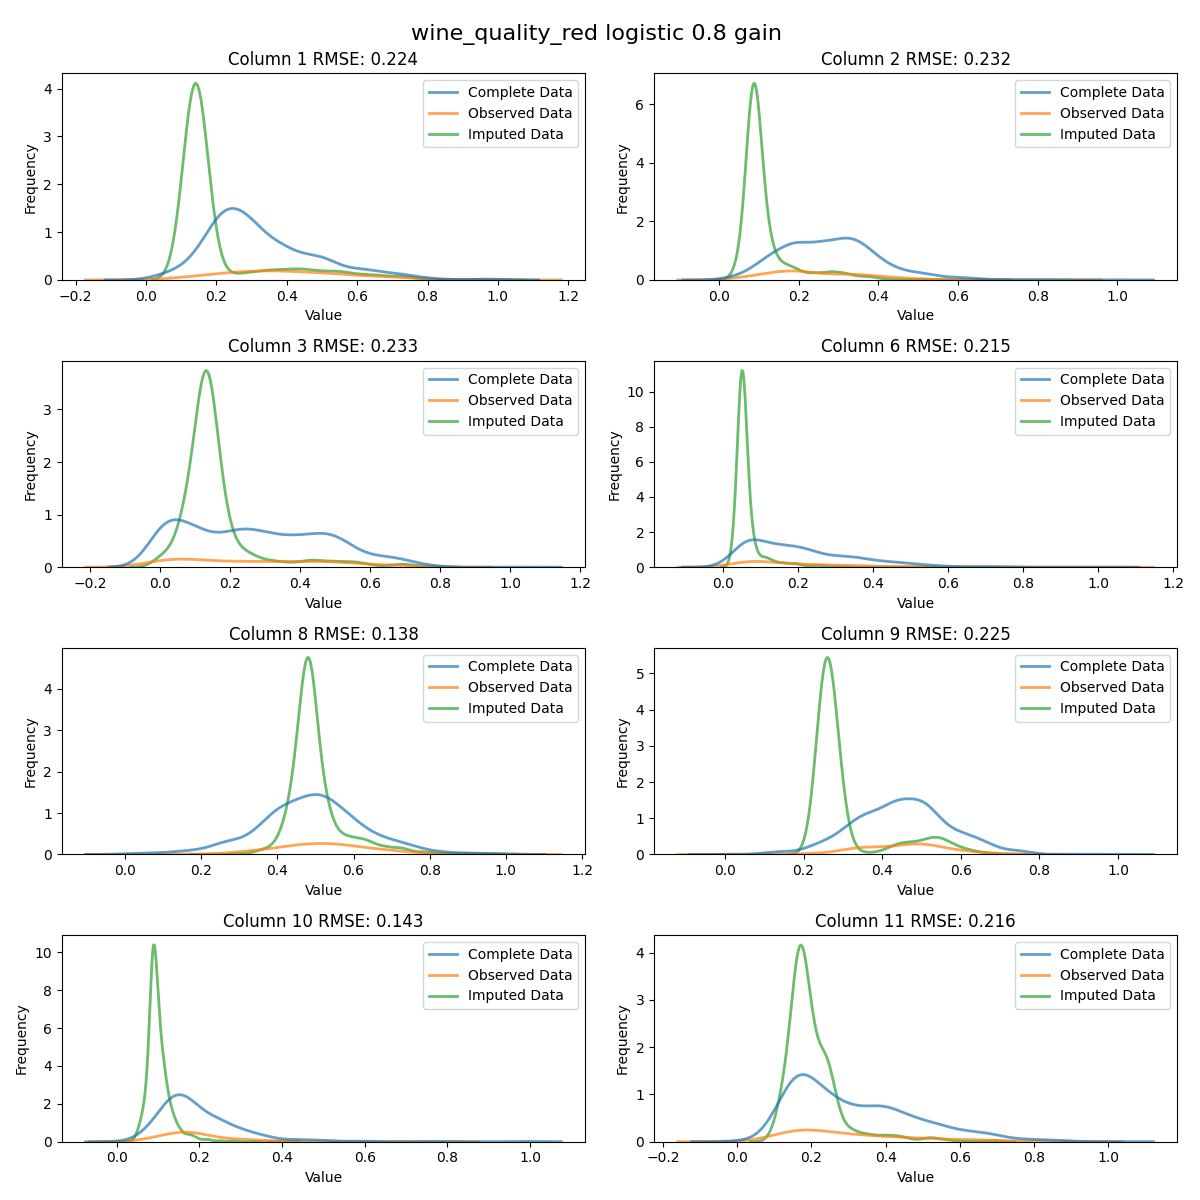 wine_quality_red logistic 0.8 gain
Column 1 RMSE: 0.224
Frequency
4
3
2
1
0
−0.2 0.0 0.2 0.4 0.6 0.8 1.0 1.2
Value
Complete Data
Observed Data
Imputed Data
Column 2 RMSE: 0.232
Frequency
6
4
2
0
0.0 0.2 0.4 0.6 0.8 1.0
Value
Complete Data
Observed Data
Imputed Data
Column 3 RMSE: 0.233
Frequency
3
2
1
0
−0.2 0.0 0.2 0.4 0.6 0.8 1.0 1.2
Value
Complete Data
Observed Data
Imputed Data
Column 6 RMSE: 0.215
Frequency
10
8
6
4
2
0
0.0 0.2 0.4 0.6 0.8 1.0 1.2
Value
Complete Data
Observed Data
Imputed Data
Column 8 RMSE: 0.138
Frequency
4
3
2
1
0
0.0 0.2 0.4 0.6 0.8 1.0 1.2
Value
Complete Data
Observed Data
Imputed Data
Column 9 RMSE: 0.225
Frequency
5
4
3
2
1
0
0.0 0.2 0.4 0.6 0.8 1.0
Value
Complete Data
Observed Data
Imputed Data
Column 10 RMSE: 0.143
Frequency
10
8
6
4
2
0
0.0 0.2 0.4 0.6 0.8 1.0
Value
Complete Data
Observed Data
Imputed Data
Column 11 RMSE: 0.216
Frequency
4
3
2
1
0
−0.2 0.0 0.2 0.4 0.6 0.8 1.0
Value
Complete Data
Observed Data
Imputed Data